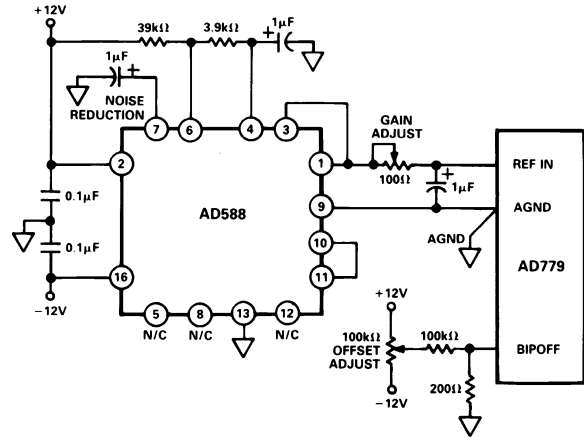 +12V
39kΩ
3.9kΩ
+
1μF
1μF
+
NOISE
REDUCTION
7
6
4
3
GAIN
ADJUST
2
1
100Ω
REF IN
+
1μF
0.1μF
AD588
9
AGND
AGND
10
AD779
0.1μF
16
11
-12V
5
8
13
12
N/C
N/C
N/C
+12V
100kΩ
OFFSET
ADJUST
100kΩ
BIPOFF
200Ω
-12V